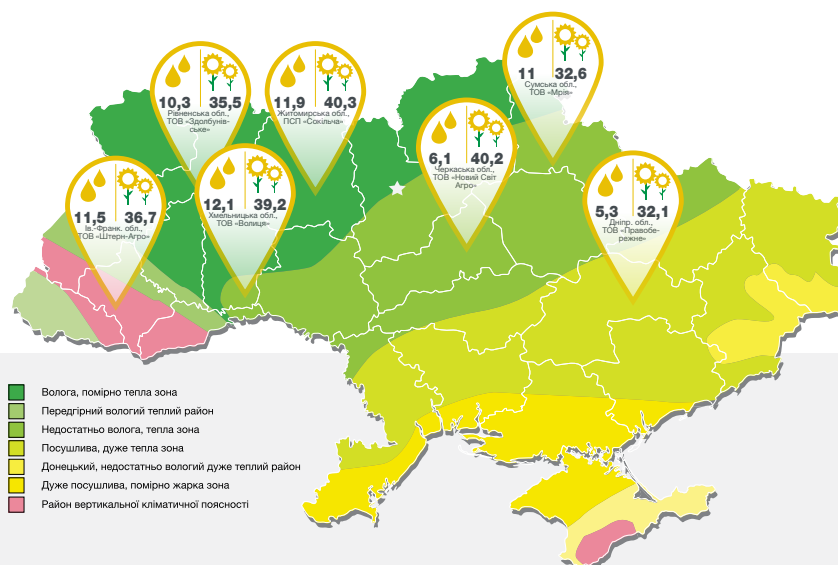 11 32,6
Сумська обл.,
ТОВ «Мрія»
10,3 35,5
Рівненська обл.,
ТОВ «Здолбунів-
ське»
11,9 40,3
Житомирська обл.,
ПСП «Сокільча»
6,1 40,2
Черкаська обл.,
ТОВ «Новий Світ
Агро»
11,5 36,7
Ів.-Франк. обл.,
ТОВ «Штерн-Агро»
12,1 39,2
Хмельницька обл.,
ТОВ «Волиця»
5,3 32,1
Дніпр. обл.,
ТОВ «Правобе-
режне»
Волога, помірно тепла зона
Передгірний вологий теплий район
Недостатньо волога, тепла зона
Посушлива, дуже тепла зона
Донецький, недостатньо вологий дуже теплий район
Дуже посушлива, помірно жарка зона
Район вертикальної кліматичної поясності